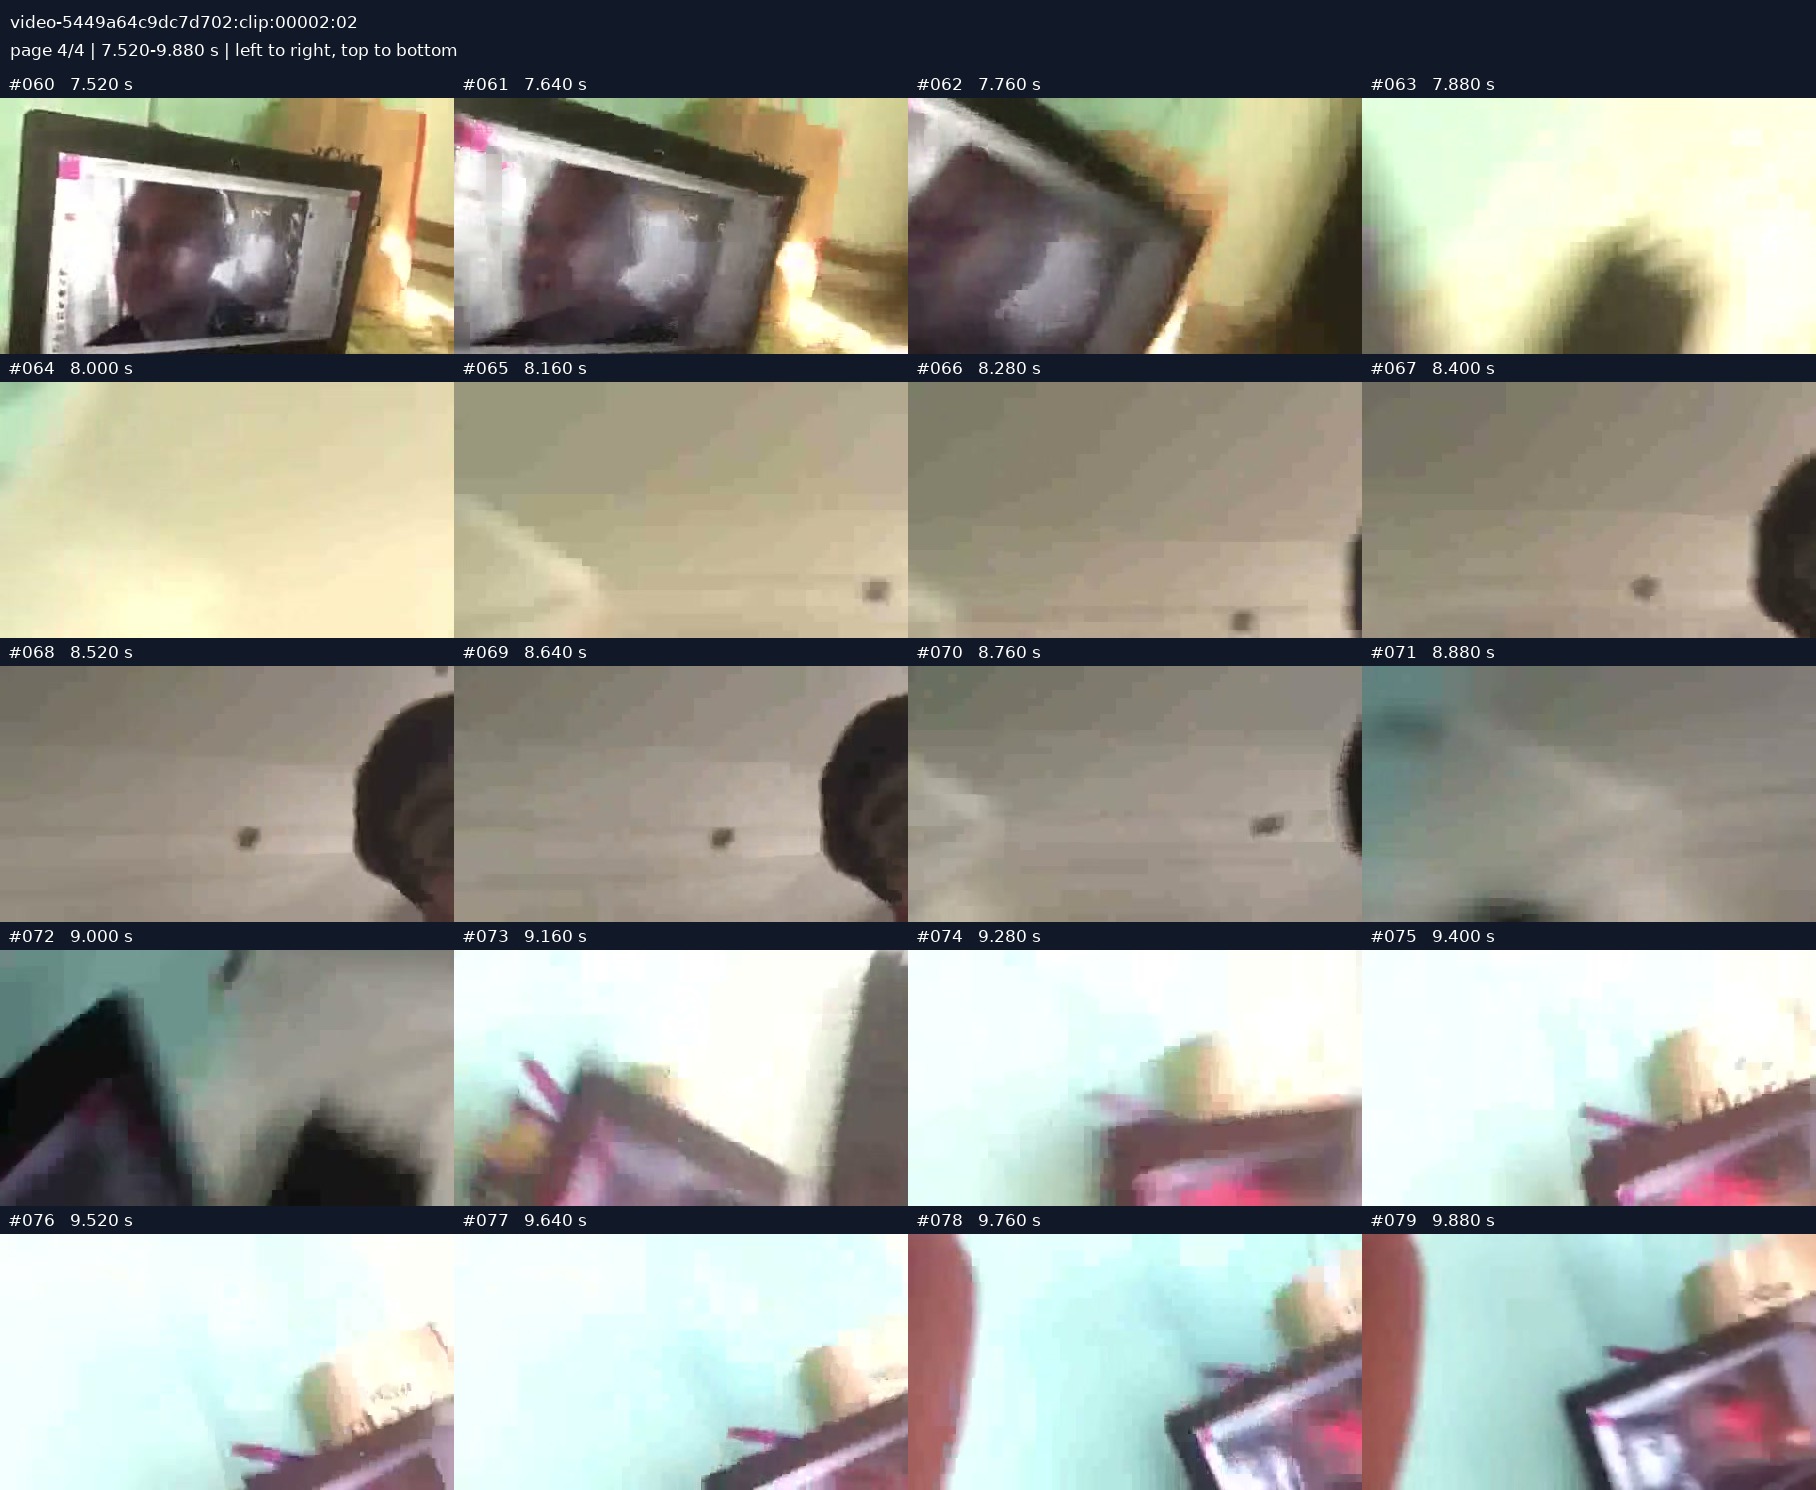 video-5449a64c9dc7d702:clip:00002:02
page 4/4 | 7.520-9.880 s | left to right, top to bottom
#060 7.520 s
#061 7.640 s
#062 7.760 s
#063 7.880 s
#064 8.000 s
#065 8.160 s
#066 8.280 s
#067 8.400 s
#068 8.520 s
#069 8.640 s
#070 8.760 s
#071 8.880 s
#072 9.000 s
#073 9.160 s
#074 9.280 s
#075 9.400 s
#076 9.520 s
#077 9.640 s
#078 9.760 s
#079 9.880 s